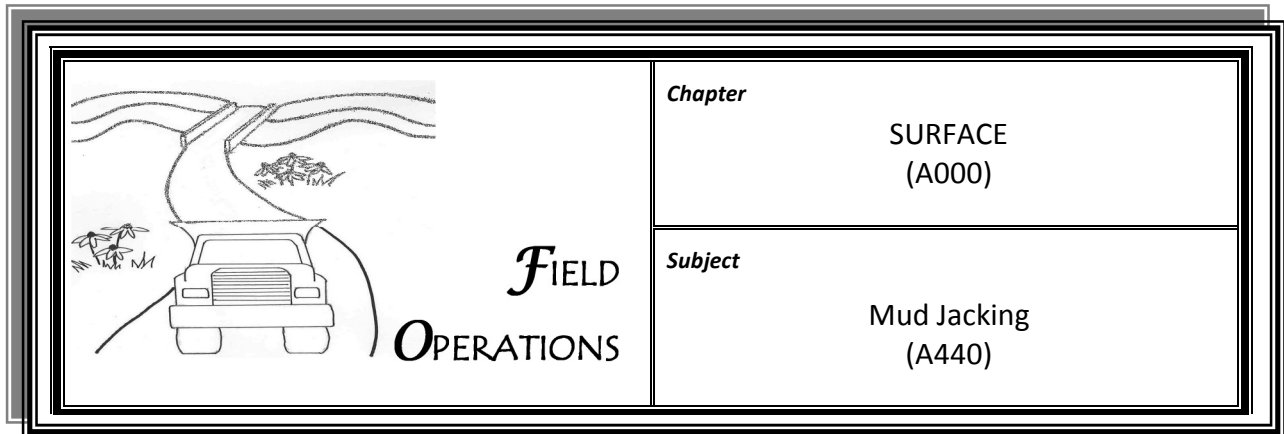 FIELD
OPERATIONS
Chapter
SURFACE
(A000)
Subject
Mud Jacking
(A440)